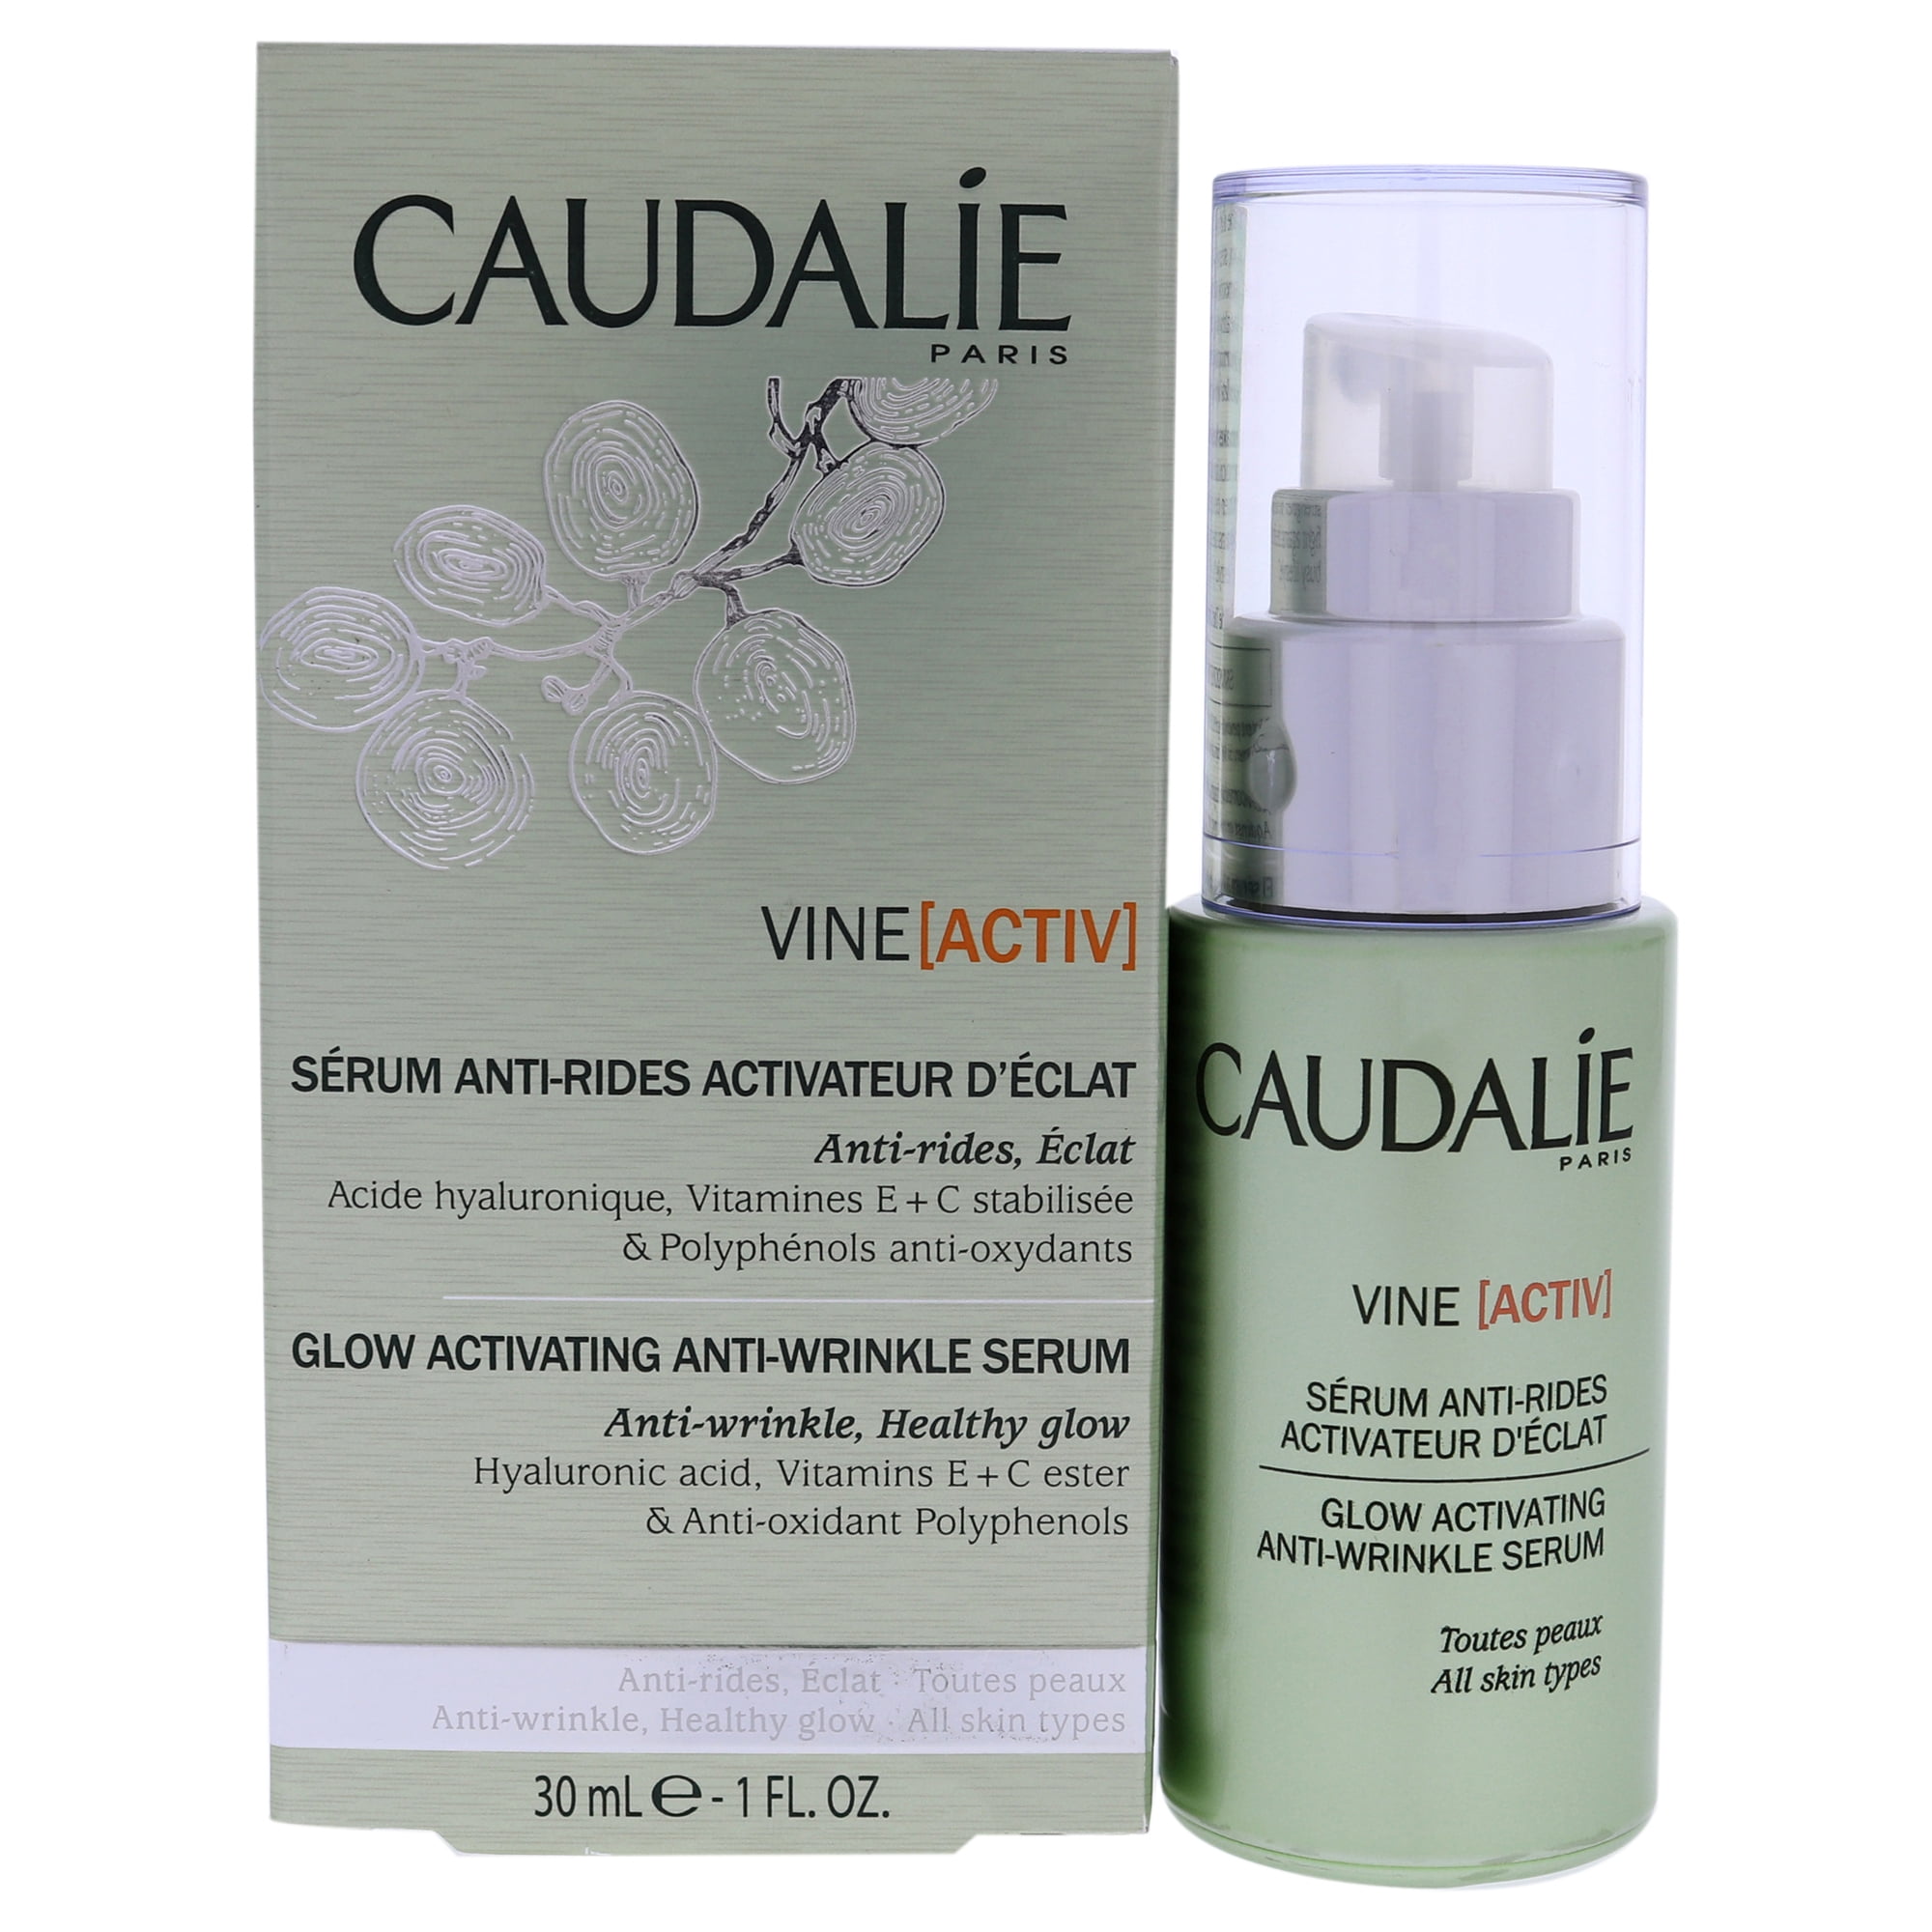 CAUDALÍE
PARIS
VINE[ACTIV]
SÉRUM ANTI-RIDES ACTIVATEUR D'ÉCLAT
Anti-rides, Éclat
Acide hyaluronique, Vitamines E+C stabilisée
& Polyphénols anti-oxydants
GLOW ACTIVATING ANTI-WRINKLE SERUM
Anti-wrinkle, Healthy glow
Hyaluronic acid, Vitamins E+C ester
& Anti-oxidant Polyphenols
Anti-rides, Éclat · Toutes peaux
Anti-wrinkle, Healthy glow · All skin types
30 mL ℮ - 1 FL. OZ.
CAUDALÍE
PARIS
VINE [ACTIV]
SÉRUM ANTI-RIDES
ACTIVATEUR D'ÉCLAT
GLOW ACTIVATING
ANTI-WRINKLE SERUM
Toutes peaux
All skin types